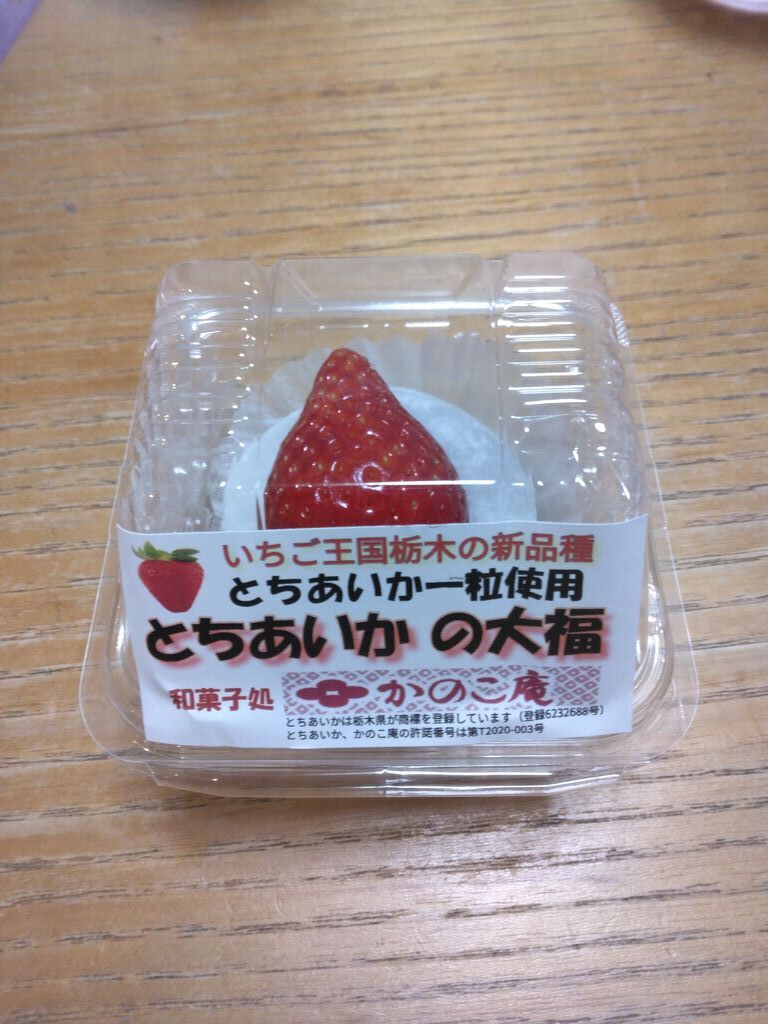 いちご王国栃木の新品種
とちあいか一粒使用
とちあいか の大福
和菓子処 かのこ庵
とちあいかは栃木県が商標を登録しています（登録6232688号）
とちあいか、かのこ庵の許諾番号は第T2020-003号